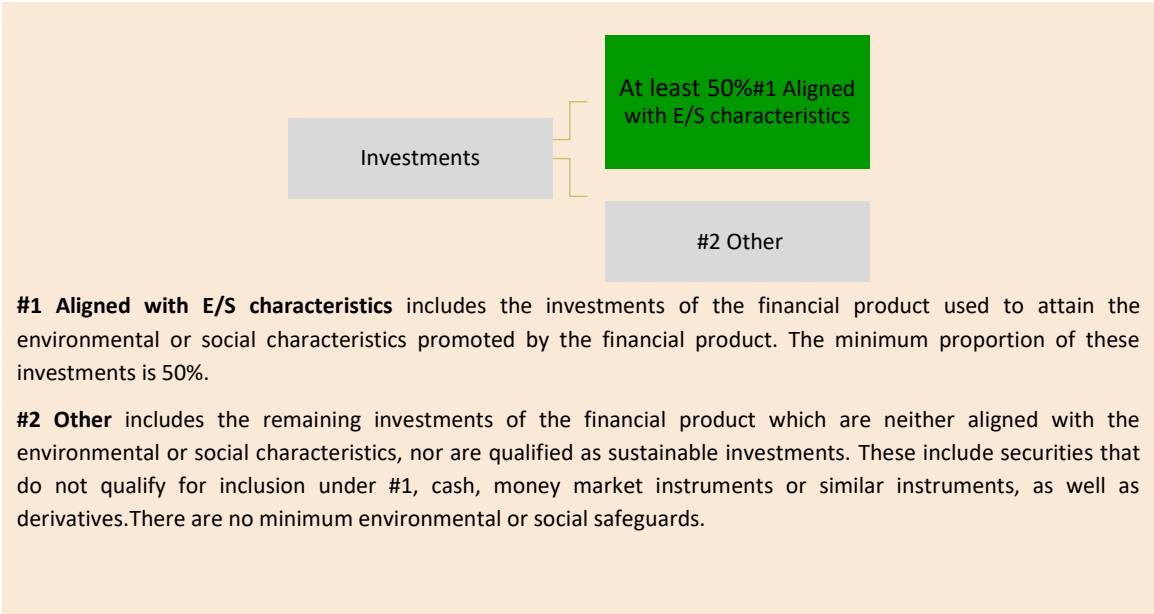 At least 50%#1 Aligned
with E/S characteristics
Investments
#2 Other
#1 Aligned with E/S characteristics includes the investments of the financial product used to attain the
environmental or social characteristics promoted by the financial product. The minimum proportion of these
investments is 50%.
#2 Other includes the remaining investments of the financial product which are neither aligned with the
environmental or social characteristics, nor are qualified as sustainable investments. These include securities that
do not qualify for inclusion under #1, cash, money market instruments or similar instruments, as well as
derivatives.There are no minimum environmental or social safeguards.